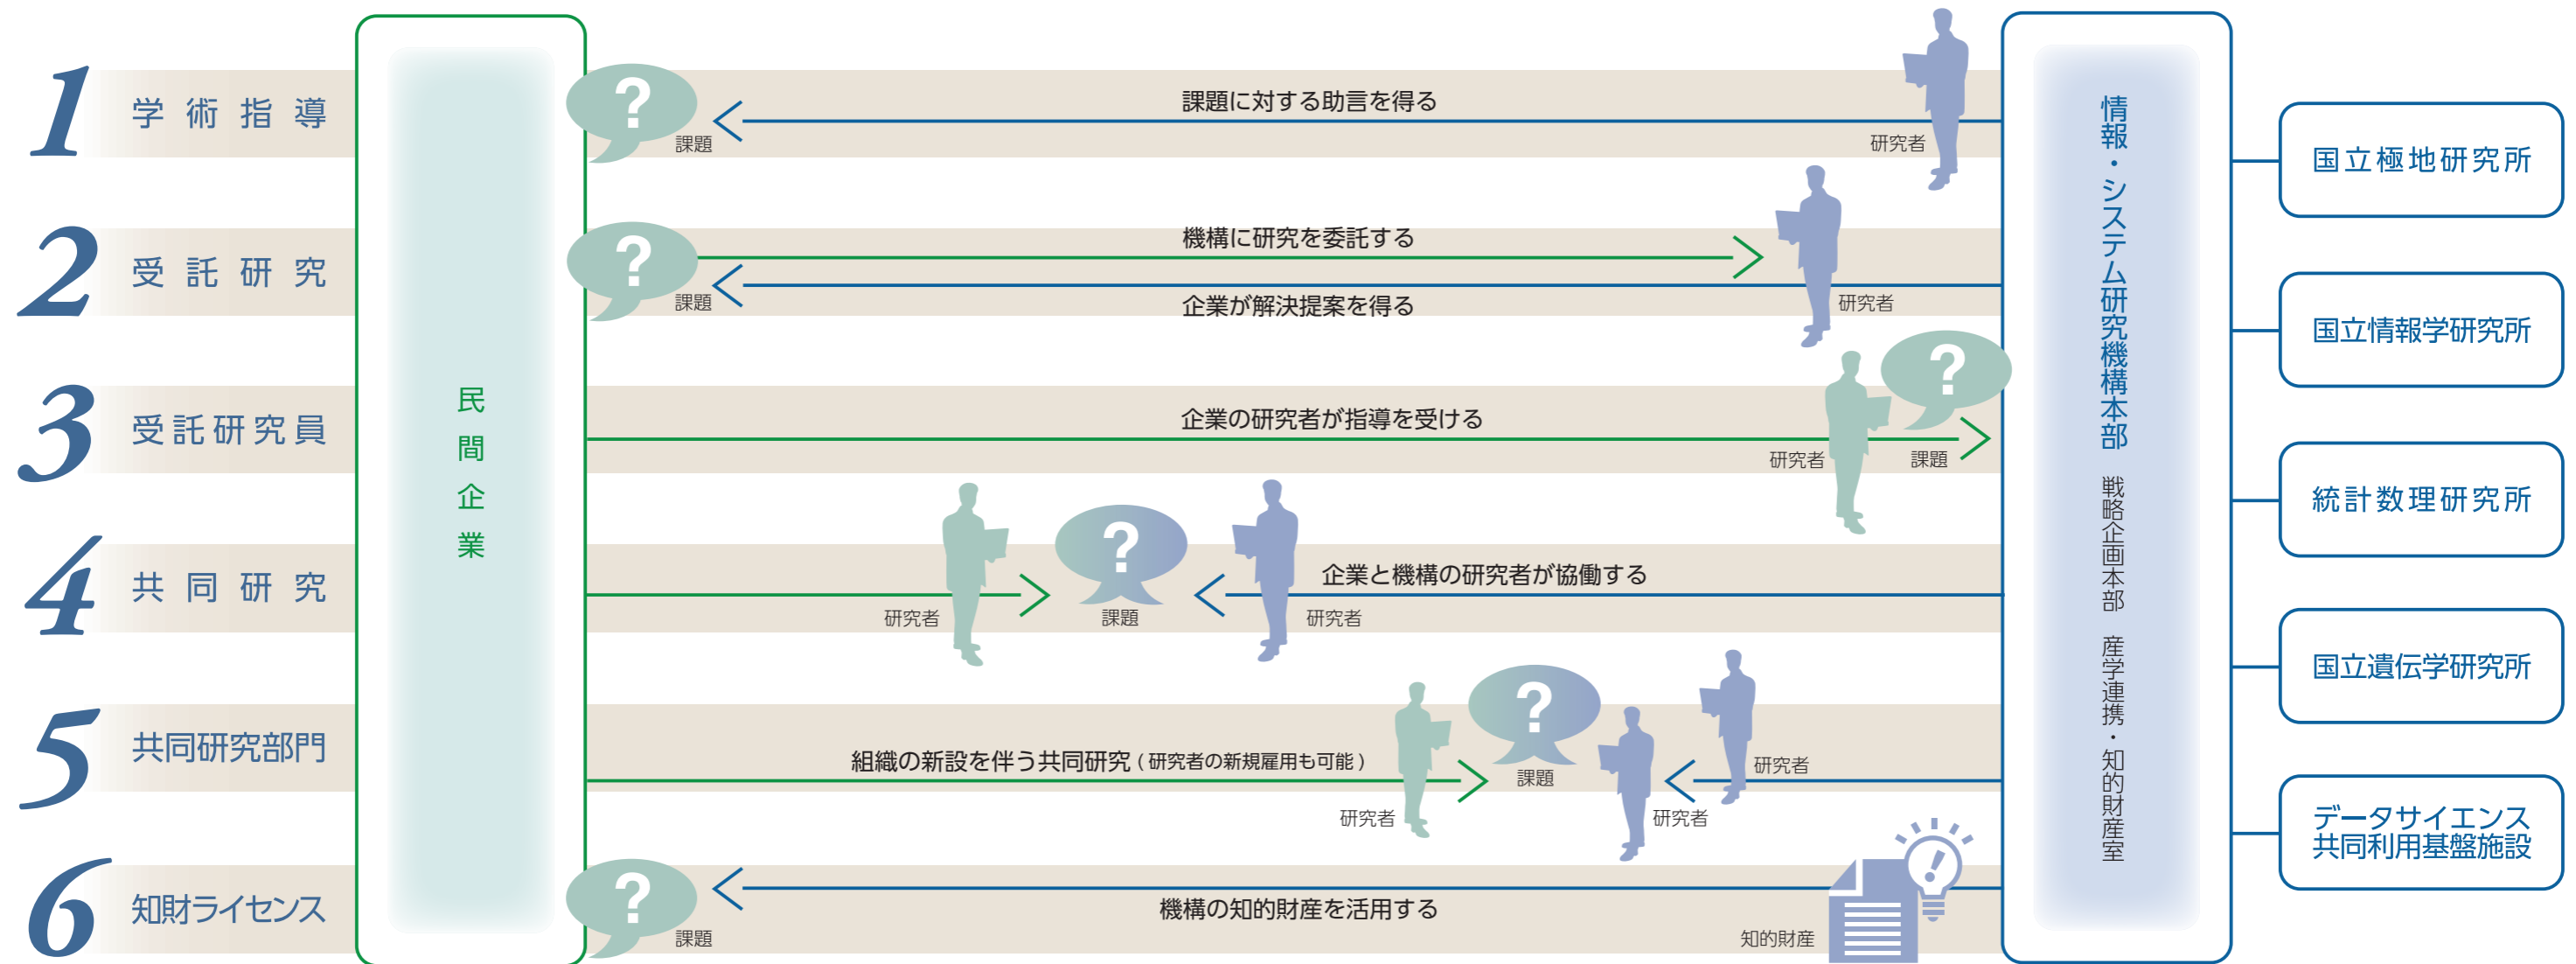 1 学術指導
課題に対する助言を得る
?
課題
研究者
2 受託研究
機構に研究を委託する
?
課題
企業が解決提案を得る
研究者
3 受託研究員
企業の研究者が指導を受ける
?
研究者
課題
4 共同研究
企業と機構の研究者が協働する
?
研究者
課題
研究者
5 共同研究部門
組織の新設を伴う共同研究(研究者の新規雇用も可能)
?
研究者
課題
研究者
研究者
6 知財ライセンス
?
課題
機構の知的財産を活用する
知的財産
民間企業
情報・システム研究機構本部 戦略企画本部 産学連携・知的財産室
国立極地研究所
国立情報学研究所
統計数理研究所
国立遺伝学研究所
データサイエンス
共同利用基盤施設